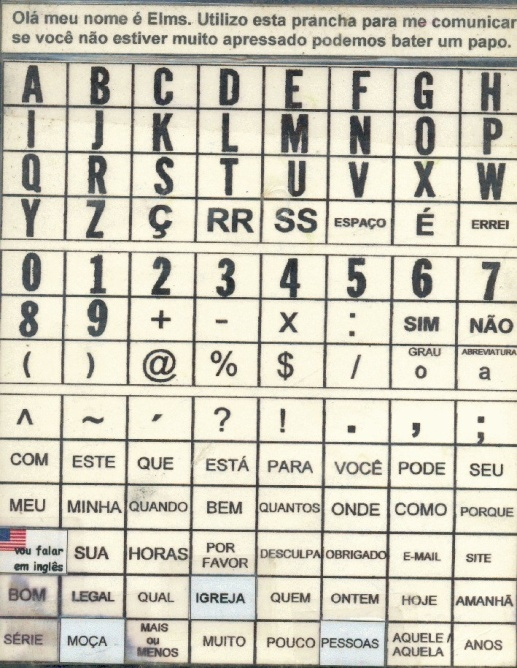 Olá meu nome é Elms. Utilizo esta prancha para me comunicar
se você não estiver muito apressado podemos bater um papo.
A B C D E F G H
I J K L M N O P
Q R S T U V X W
Y Z Ç RR SS ESPAÇO É ERREI
0 1 2 3 4 5 6 7
8 9 + - X : SIM NÃO
( ) @ % $ / GRAU o ABREVIATURA a
^ ~ ´ ? ! . , ;
COM ESTE QUE ESTÁ PARA VOCÊ PODE SEU
MEU MINHA QUANDO BEM QUANTOS ONDE COMO PORQUE
vou falar
em inglês
SUA HORAS POR FAVOR DESCULPA OBRIGADO E-MAIL SITE
BOM LEGAL QUAL IGREJA QUEM ONTEM HOJE AMANHÃ
SÉRIE MOÇA MAIS ou MENOS MUITO POUCO PESSOAS AQUELE / AQUELA ANOS